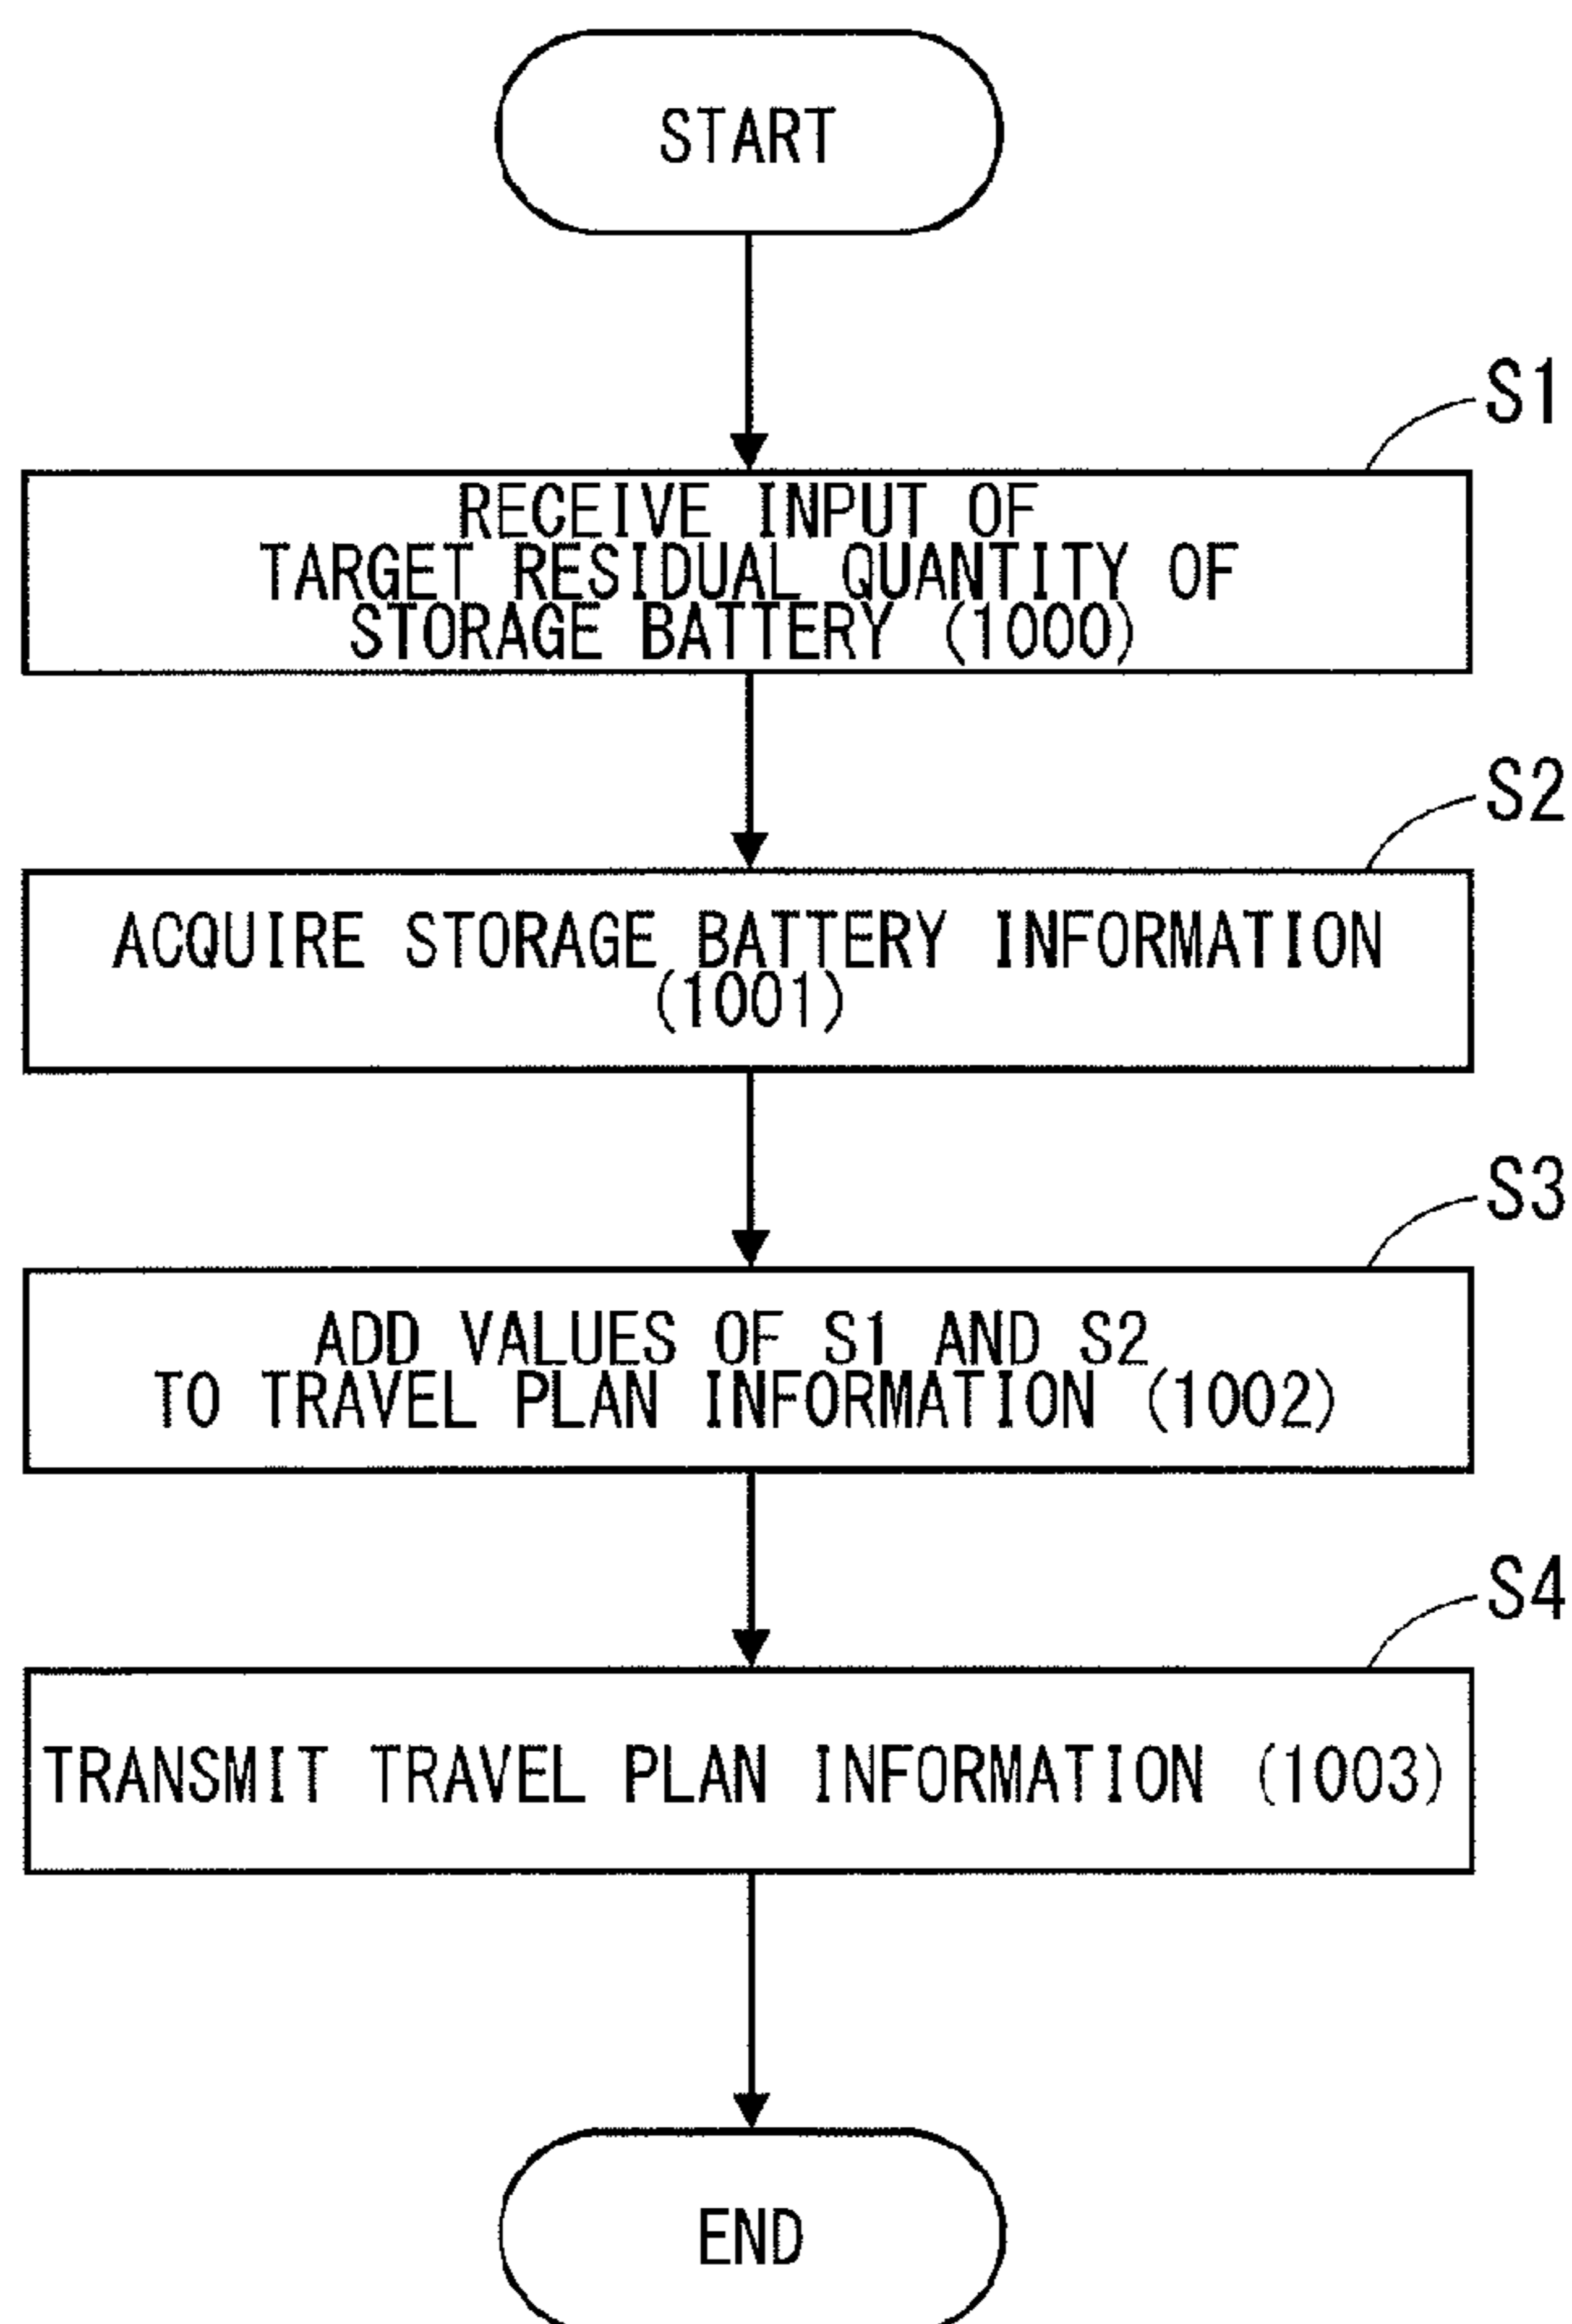 START
S1
RECEIVE INPUT OF
TARGET RESIDUAL QUANTITY OF
STORAGE BATTERY (1000)
S2
ACQUIRE STORAGE BATTERY INFORMATION
(1001)
S3
ADD VALUES OF S1 AND S2
TO TRAVEL PLAN INFORMATION (1002)
S4
TRANSMIT TRAVEL PLAN INFORMATION (1003)
END